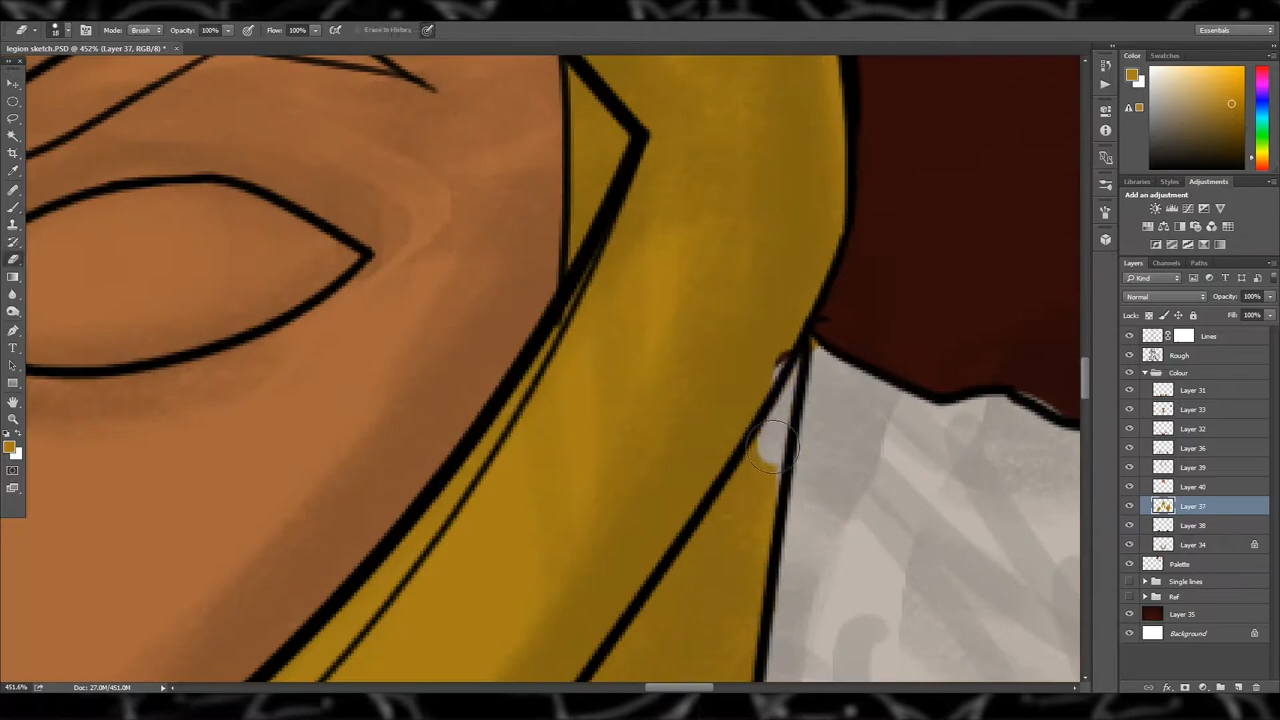 18
Mode: Brush
Opacity: 100%
Flow: 100%
Erase to History
Essentials
legion sketch.PSD @ 452% (Layer 37, RGB/8) *
Color
Swatches
Libraries
Styles
Adjustments
Add an adjustment
Layers
Channels
Paths
Kind
Normal
Opacity: 100%
Lock:
Fill: 100%
Lines
Rough
Colour
Layer 31
Layer 33
Layer 32
Layer 36
Layer 39
Layer 40
Layer 37
Layer 38
Layer 34
Palette
Single lines
Ref
Layer 35
Background
451.6%
Doc: 27.0M/451.0M